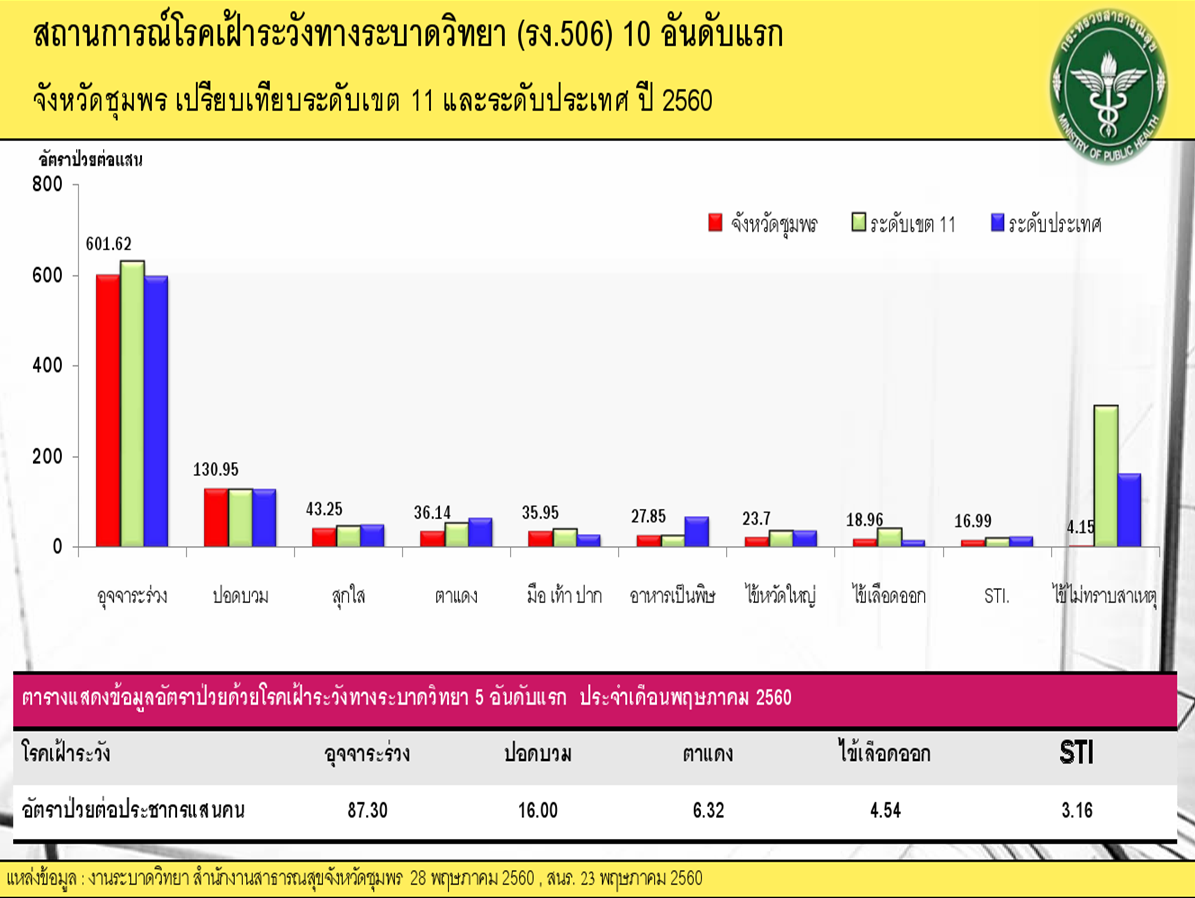 สถานการณ์โรคเฝ้าระวังทางระบาดวิทยา (รง.506) 10 อันดับแรก
จังหวัดชุมพร เปรียบเทียบระดับเขต 11 และระดับประเทศ ปี 2560
กระทรวงสาธารณสุข
MINISTRY OF PUBLIC HEALTH
อัตราป่วยต่อแสน
800
600
400
200
0
จังหวัดชุมพร ระดับเขต 11 ระดับประเทศ
601.62 130.95 43.25 36.14 35.95 27.85 23.7 18.96 16.99 4.15
อุจจาระร่วง ปอดบวม สุกใส ตาแดง มือ เท้า ปาก อาหารเป็นพิษ ไข้หวัดใหญ่ ไข้เลือดออก STI. ไข้ไม่ทราบสาเหตุ
ตารางแสดงข้อมูลอัตราป่วยด้วยโรคเฝ้าระวังทางระบาดวิทยา 5 อันดับแรก ประจำเดือนพฤษภาคม 2560
โรคเฝ้าระวัง อุจจาระร่วง ปอดบวม ตาแดง ไข้เลือดออก STI
อัตราป่วยต่อประชากรแสนคน 87.30 16.00 6.32 4.54 3.16
แหล่งข้อมูล : งานระบาดวิทยา สำนักงานสาธารณสุขจังหวัดชุมพร 28 พฤษภาคม 2560 , สนร. 23 พฤษภาคม 2560